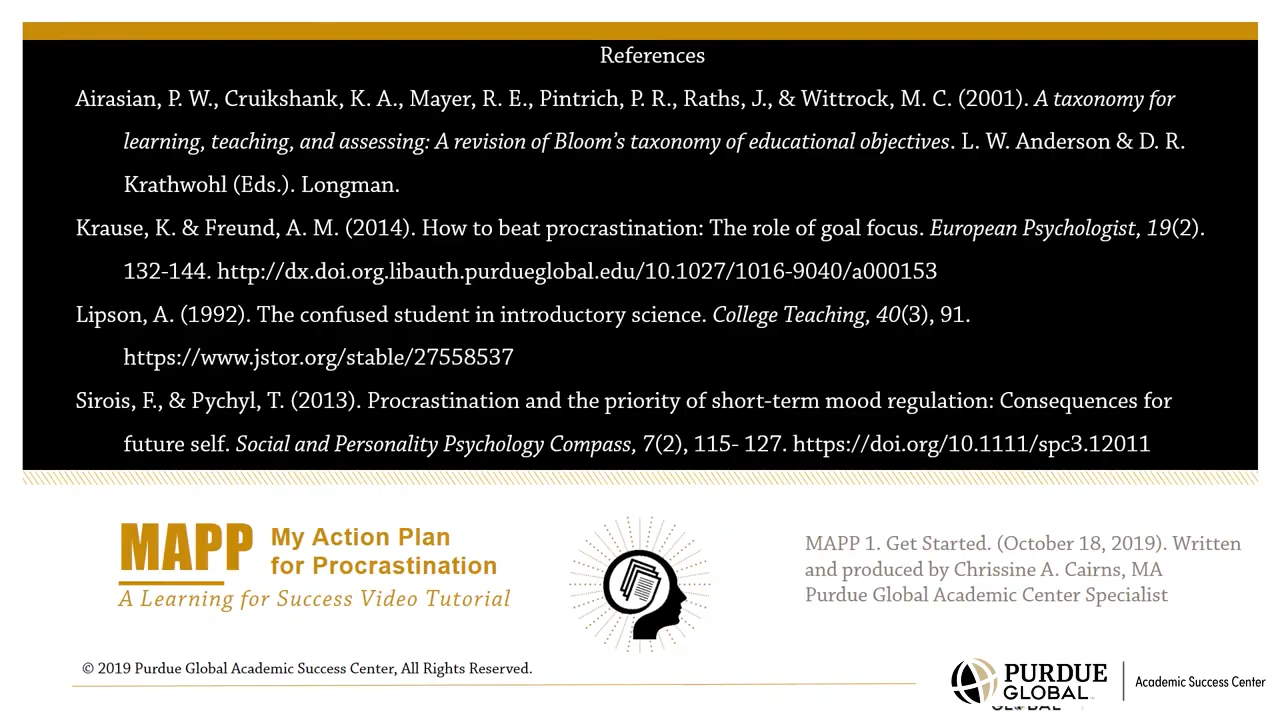 References
Airasian, P. W., Cruikshank, K. A., Mayer, R. E., Pintrich, P. R., Raths, J., & Wittrock, M. C. (2001). A taxonomy for
learning, teaching, and assessing: A revision of Bloom’s taxonomy of educational objectives. L. W. Anderson & D. R.
Krathwohl (Eds.). Longman.
Krause, K. & Freund, A. M. (2014). How to beat procrastination: The role of goal focus. European Psychologist, 19(2).
132-144. http://dx.doi.org.libauth.purdueglobal.edu/10.1027/1016-9040/a000153
Lipson, A. (1992). The confused student in introductory science. College Teaching, 40(3), 91.
https://www.jstor.org/stable/27558537
Sirois, F., & Pychyl, T. (2013). Procrastination and the priority of short-term mood regulation: Consequences for
future self. Social and Personality Psychology Compass, 7(2), 115- 127. https://doi.org/10.1111/spc3.12011
MAPP My Action Plan
for Procrastination
A Learning for Success Video Tutorial
MAPP 1. Get Started. (October 18, 2019). Written
and produced by Chrissine A. Cairns, MA
Purdue Global Academic Center Specialist
© 2019 Purdue Global Academic Success Center, All Rights Reserved.
PURDUE
GLOBAL
Academic Success Center